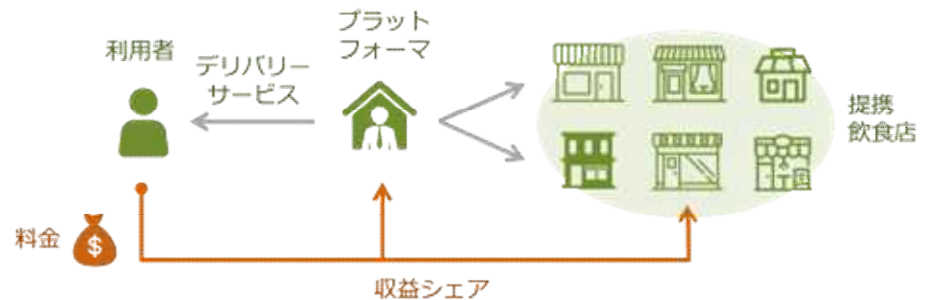 利用者
デリバリー
サービス
プラット
フォーマ
提携
飲食店
料金
$
収益シェア